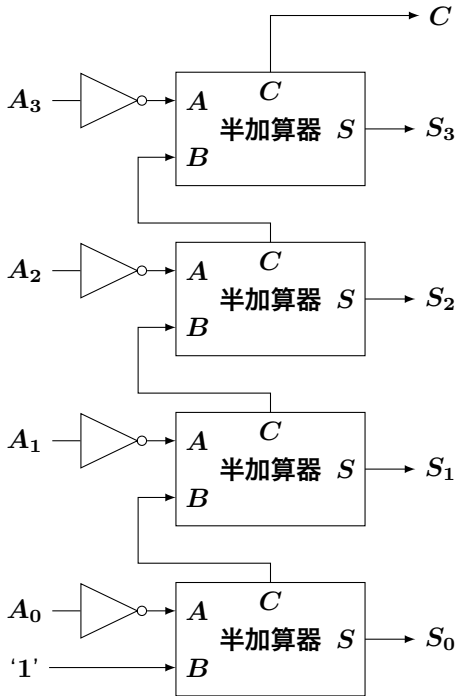 C
A₃ A C 半加算器 S S₃
B
A₂ A C 半加算器 S S₂
B
A₁ A C 半加算器 S S₁
B
A₀ A C 半加算器 S S₀
‘1’ B